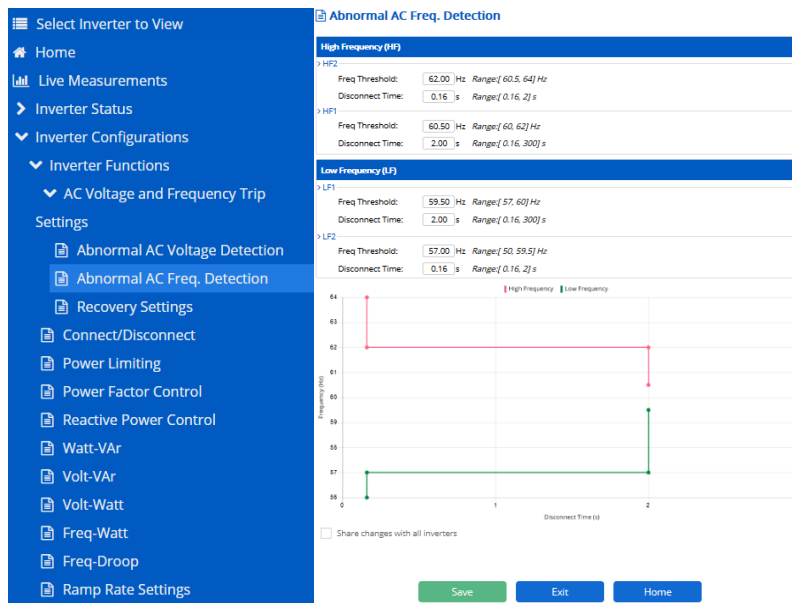 Select Inverter to View
Home
Live Measurements
Inverter Status
Inverter Configurations
Inverter Functions
AC Voltage and Frequency Trip
Settings
Abnormal AC Voltage Detection
Abnormal AC Freq. Detection
Recovery Settings
Connect/Disconnect
Power Limiting
Power Factor Control
Reactive Power Control
Watt-VAr
Volt-VAr
Volt-Watt
Freq-Watt
Freq-Droop
Ramp Rate Settings
Abnormal AC Freq. Detection
High Frequency (HF)
> HF2
Freq Threshold: 62.00 Hz Range:[ 60.5, 64] Hz
Disconnect Time: 0.16 s Range:[ 0.16, 2] s
> HF1
Freq Threshold: 60.50 Hz Range:[ 60, 62] Hz
Disconnect Time: 2.00 s Range:[ 0.16, 300] s
Low Frequency (LF)
> LF1
Freq Threshold: 59.50 Hz Range:[ 57, 60] Hz
Disconnect Time: 2.00 s Range:[ 0.16, 300] s
> LF2
Freq Threshold: 57.00 Hz Range:[ 50, 59.5] Hz
Disconnect Time: 0.16 s Range:[ 0.16, 2] s
High Frequency Low Frequency
64
63
62
61
60
59
58
57
56
Frequency (Hz)
0 1 2
Disconnect Time (s)
Share changes with all inverters
Save Exit Home